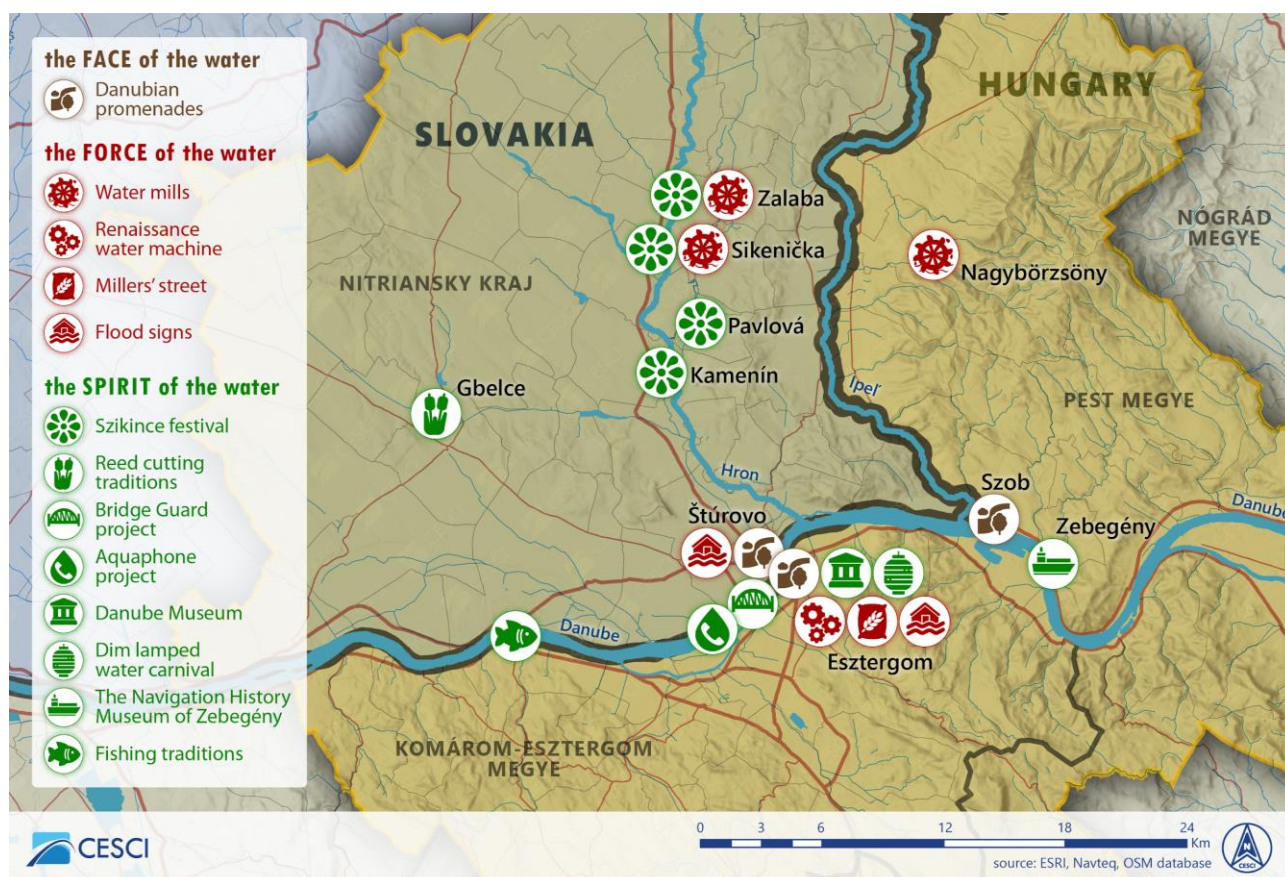 the FACE of the water
Danubian
promenades
the FORCE of the water
Water mills
Renaissance
water machine
Millers' street
Flood signs
the SPIRIT of the water
Szikince festival
Reed cutting
traditions
Bridge Guard
project
Aquaphone
project
Danube Museum
Dim lamped
water carnival
The Navigation History
Museum of Zebegény
Fishing traditions
SLOVAKIA
HUNGARY
NÓGRÁD
MEGYE
NITRIANSKY KRAJ
Zalaba
Sikenička
Nagybörzsöny
Pavlová
Kamenín
Gbelce
Ipeľ
PEST MEGYE
Hron
Szob
Štúrovo
Zebegény
Danube
Danube
Esztergom
KOMÁROM-ESZTERGOM
MEGYE
CESCI
0 3 6 12 18 24
Km
source: ESRI, Navteq, OSM database
N
CESCI